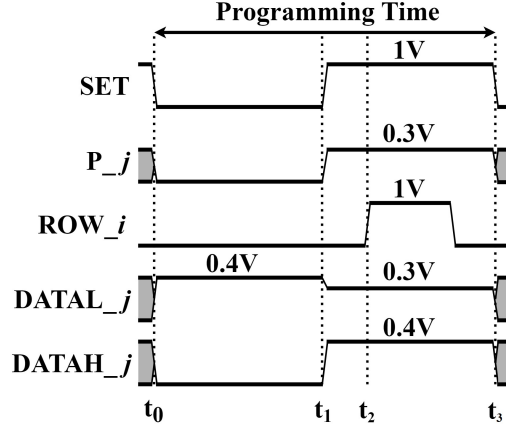 Programming Time
1V
SET
0.3V
P_j
1V
ROW_i
0.4V
0.3V
DATAL_j
0.4V
DATAH_j
t0 t1 t2 t3